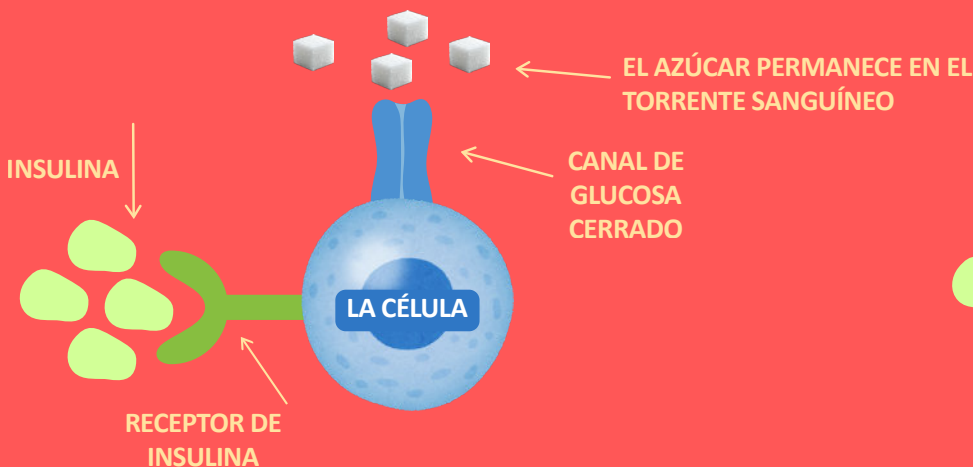 EL AZÚCAR PERMANECE EN EL
TORRENTE SANGUÍNEO
CANAL DE
GLUCOSA
CERRADO
INSULINA
LA CÉLULA
RECEPTOR DE
INSULINA